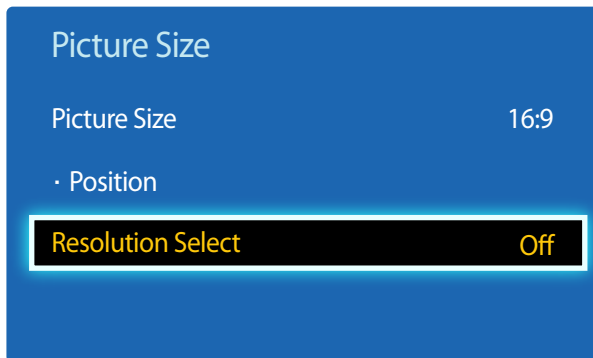 Picture Size
Picture Size 16:9
· Position
Resolution Select Off